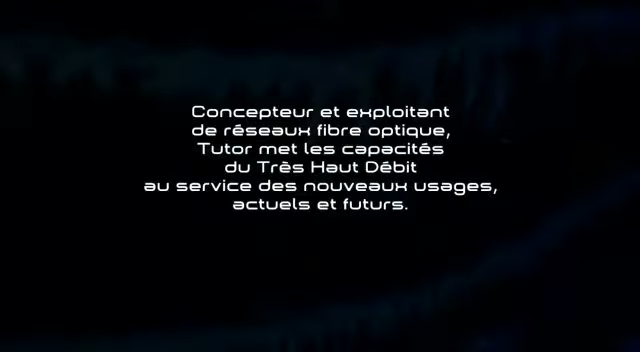 Concepteur et exploitant
de réseaux fibre optique,
Tutor met les capacités
du Très Haut Débit
au service des nouveaux usages,
actuels et futurs.